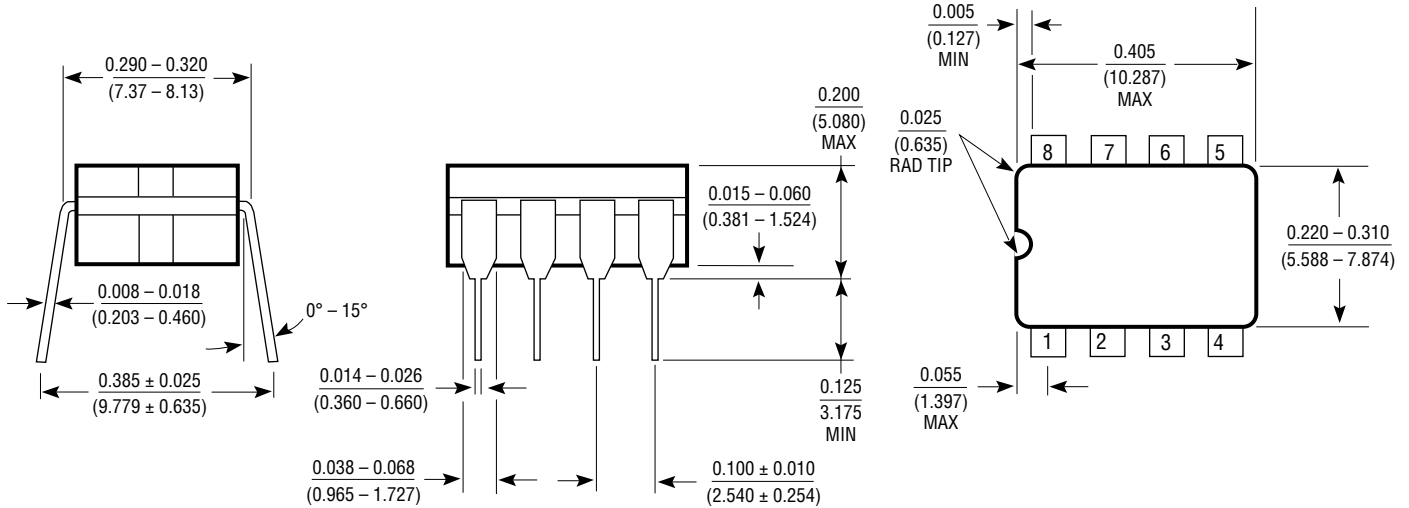 0.290 – 0.320
(7.37 – 8.13)
0.008 – 0.018
(0.203 – 0.460)
0° – 15°
0.385 ± 0.025
(9.779 ± 0.635)
0.200
(5.080)
MAX
0.015 – 0.060
(0.381 – 1.524)
0.014 – 0.026
(0.360 – 0.660)
0.125
3.175
MIN
0.038 – 0.068
(0.965 – 1.727)
0.100 ± 0.010
(2.540 ± 0.254)
0.005
(0.127)
MIN
0.405
(10.287)
MAX
0.025
(0.635)
RAD TIP
8 7 6 5
0.220 – 0.310
(5.588 – 7.874)
1 2 3 4
0.055
(1.397)
MAX